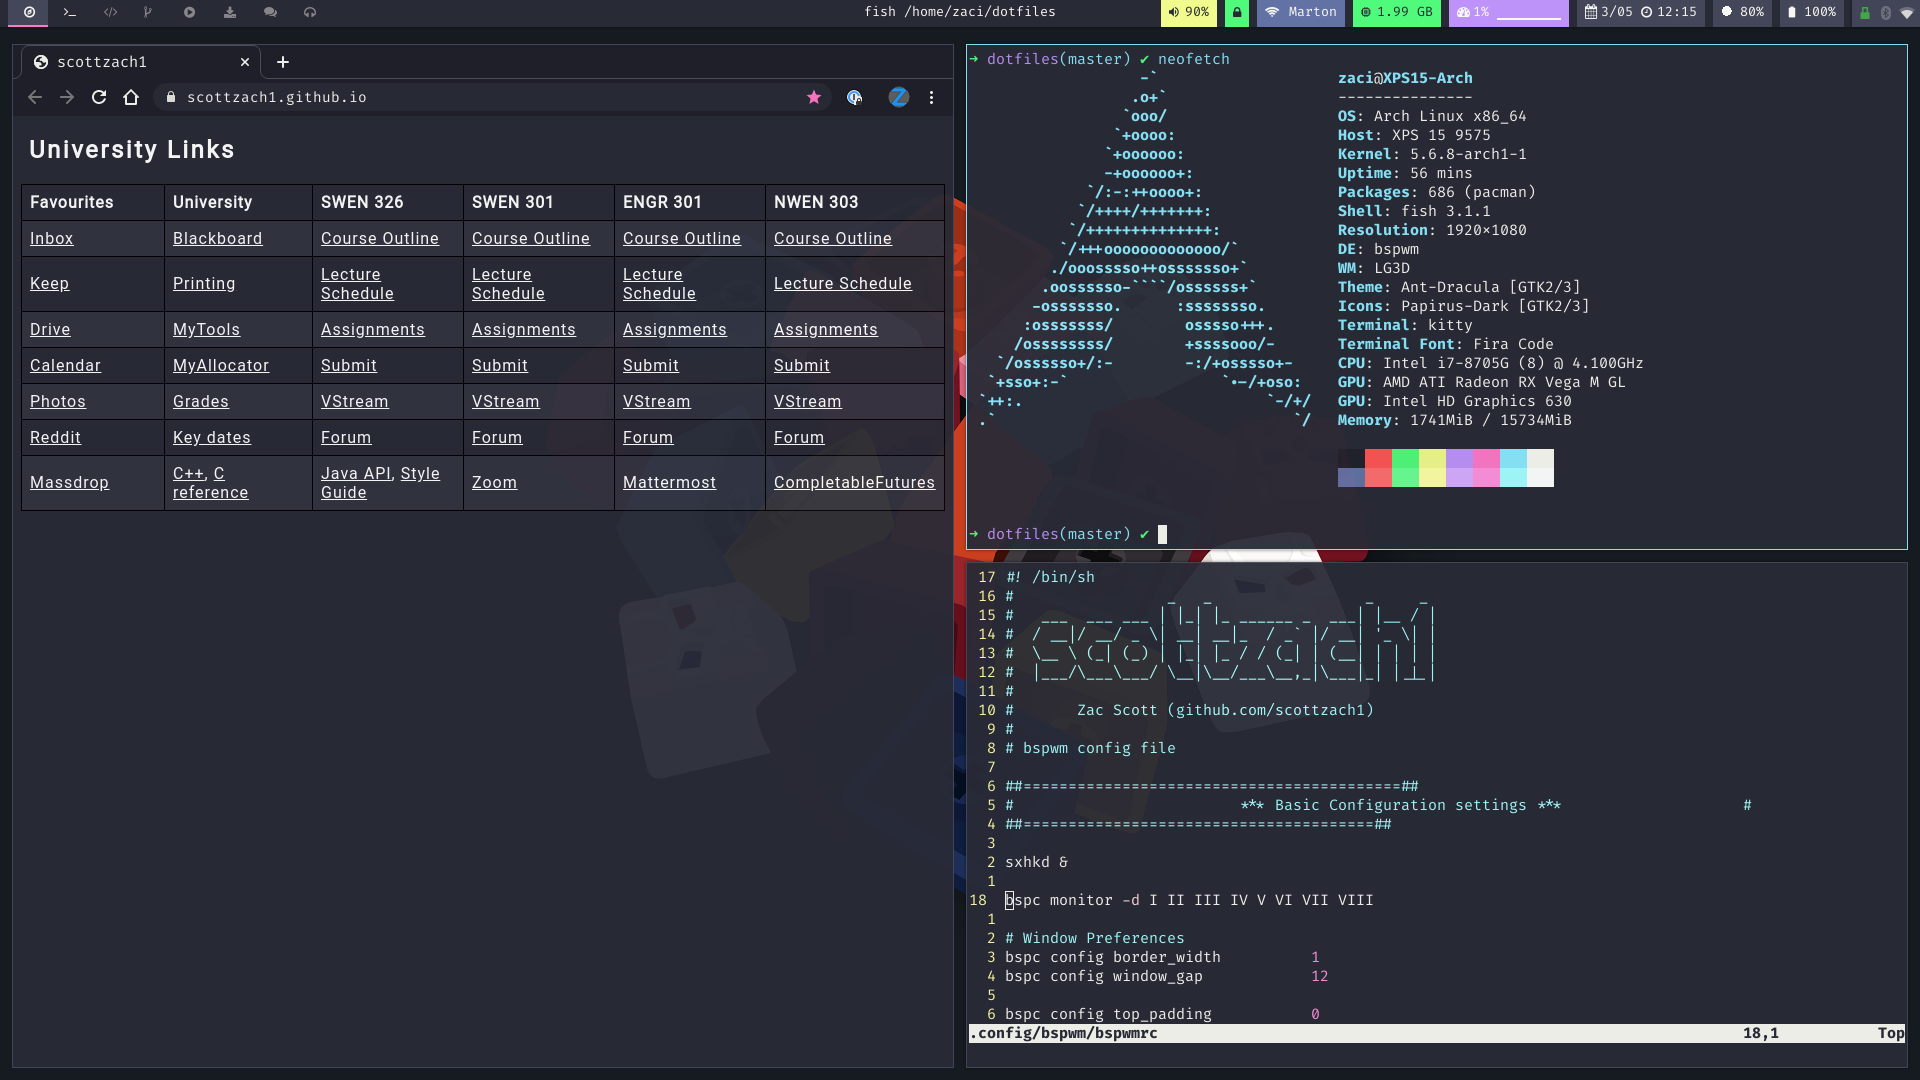 fish /home/zaci/dotfiles
90%
Marton
1.99 GB
1%
3/05 12:15
80%
100%
scottzach1
scottzach1.github.io
University Links
Favourites University SWEN 326 SWEN 301 ENGR 301 NWEN 303
Inbox Blackboard Course Outline Course Outline Course Outline Course Outline
Keep Printing Lecture Schedule Lecture Schedule Lecture Schedule Lecture Schedule
Drive MyTools Assignments Assignments Assignments Assignments
Calendar MyAllocator Submit Submit Submit Submit
Photos Grades VStream VStream VStream VStream
Reddit Key dates Forum Forum Forum Forum
Massdrop C++, C reference Java API, Style Guide Zoom Mattermost CompletableFutures
➜ dotfiles(master) ✔ neofetch
zaci@XPS15-Arch
---------------
OS: Arch Linux x86_64
Host: XPS 15 9575
Kernel: 5.6.8-arch1-1
Uptime: 56 mins
Packages: 686 (pacman)
Shell: fish 3.1.1
Resolution: 1920×1080
DE: bspwm
WM: LG3D
Theme: Ant-Dracula [GTK2/3]
Icons: Papirus-Dark [GTK2/3]
Terminal: kitty
Terminal Font: Fira Code
CPU: Intel i7-8705G (8) @ 4.100GHz
GPU: AMD ATI Radeon RX Vega M GL
GPU: Intel HD Graphics 630
Memory: 1741MiB / 15734MiB
➜ dotfiles(master) ✔
17 #! /bin/sh
16 #
15 #
14 #
13 #
12 #
11 #
10 # Zac Scott (github.com/scottzach1)
9 #
8 # bspwm config file
7
6 ##==========================================##
5 # *** Basic Configuration settings *** #
4 ##=======================================##
3
2 sxhkd &
1
18 bspc monitor -d I II III IV V VI VII VIII
1
2 # Window Preferences
3 bspc config border_width 1
4 bspc config window_gap 12
5
6 bspc config top_padding 0
.config/bspwm/bspwmrc 18,1 Top